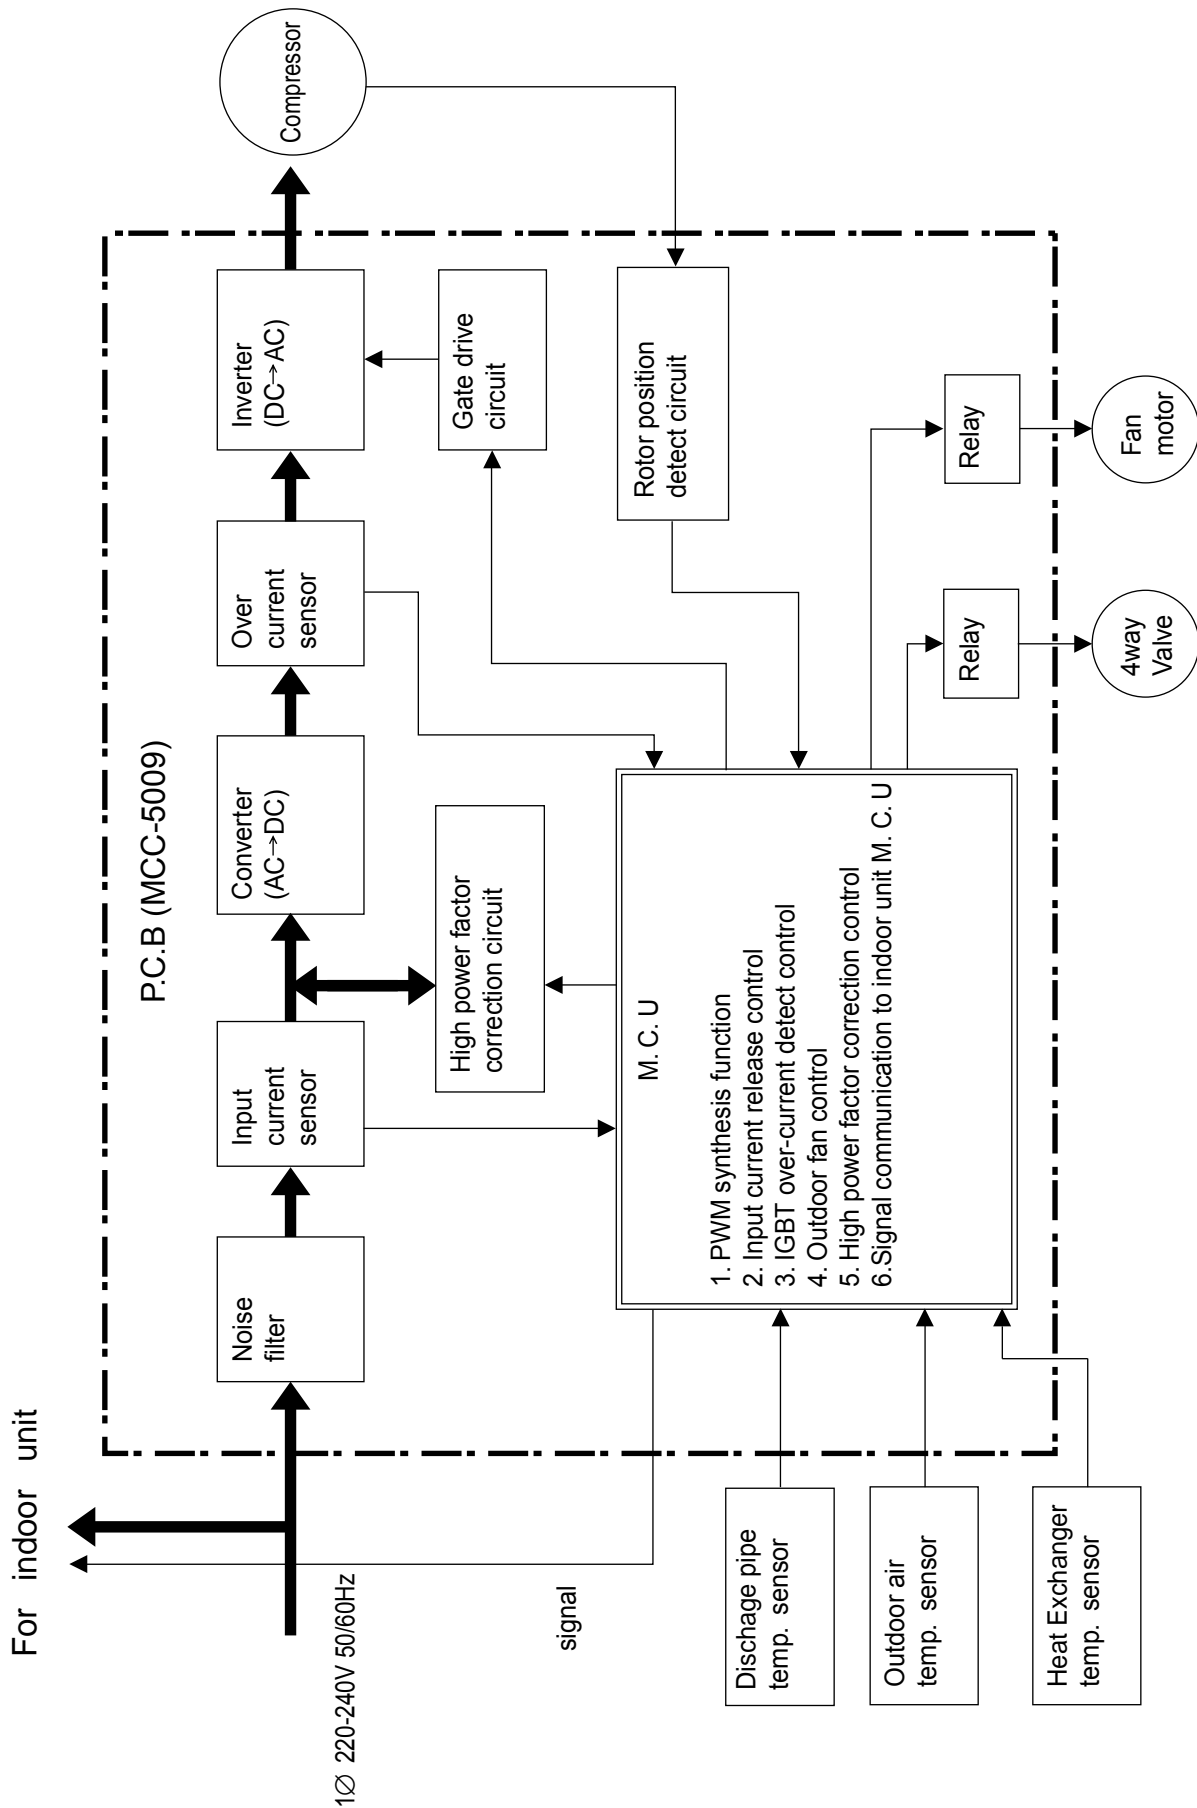 For indoor unit
1∅ 220-240V 50/60Hz
signal
P.C.B (MCC-5009)
Noise
filter
Input
current
sensor
Converter
(AC→DC)
Over
current
sensor
Inverter
(DC→AC)
Compressor
High power factor
correction circuit
Gate drive
circuit
Rotor position
detect circuit
M. C. U
1. PWM synthesis function
2. Input current release control
3. IGBT over-current detect control
4. Outdoor fan control
5. High power factor correction control
6.Signal communication to indoor unit M. C. U
Dischage pipe
temp. sensor
Outdoor air
temp. sensor
Heat Exchanger
temp. sensor
Relay
4way
Valve
Relay
Fan
motor